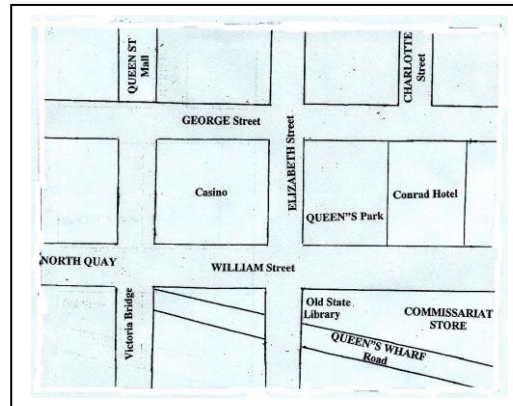 QUEEN ST
Mall
CHARLOTTE
Street
GEORGE Street
ELIZABETH Street
Casino
Conrad Hotel
QUEEN"S Park
NORTH QUAY
WILLIAM Street
Victoria Bridge
Old State
Library
COMMISSARIAT
STORE
QUEEN'S WHARF
Road